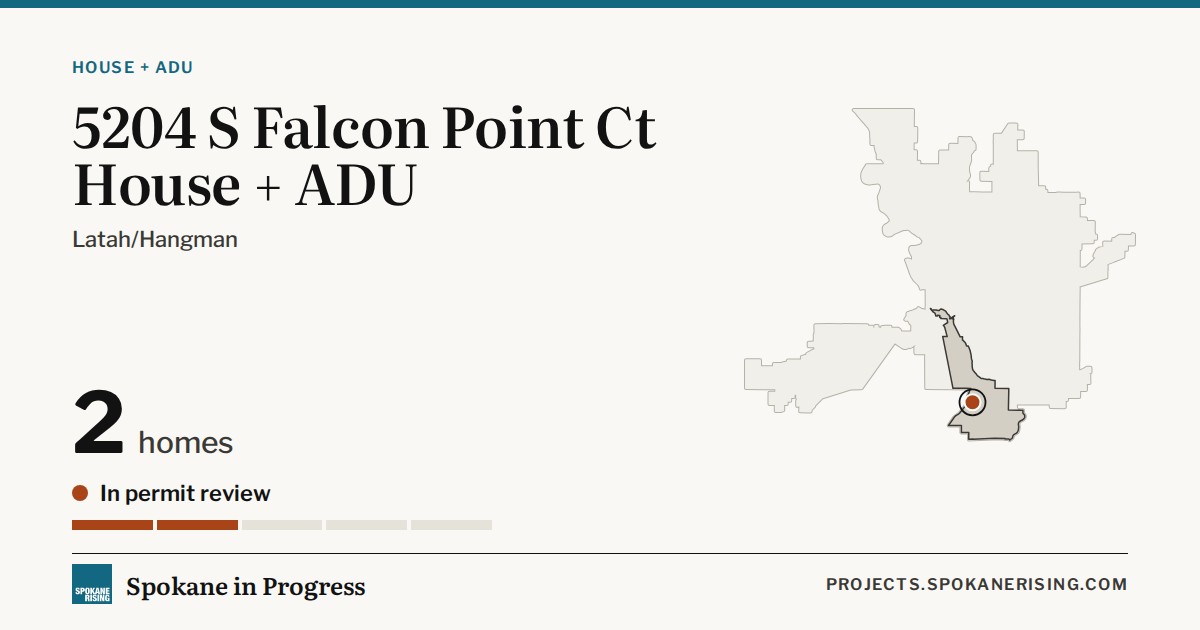 HOUSE + ADU
5204 S Falcon Point Ct
House + ADU
Latah/Hangman
2 homes
In permit review
SPOKANE
RISING
Spokane in Progress
PROJECTS.SPOKANERISING.COM